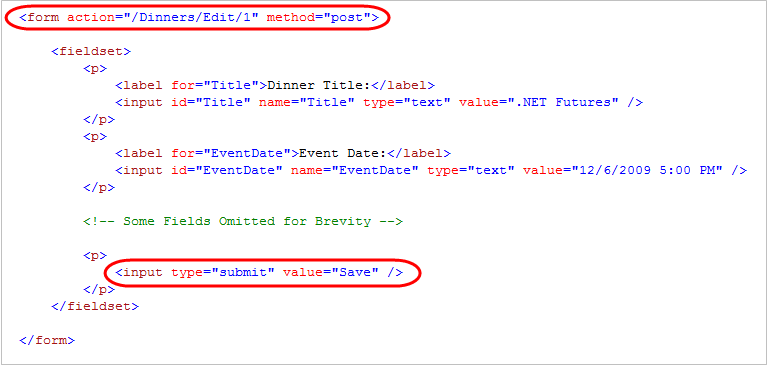 <form action="/Dinners/Edit/1" method="post">
<fieldset>
<p>
<label for="Title">Dinner Title:</label>
<input id="Title" name="Title" type="text" value=".NET Futures" />
</p>
<p>
<label for="EventDate">Event Date:</label>
<input id="EventDate" name="EventDate" type="text" value="12/6/2009 5:00 PM" />
</p>
<!-- Some Fields Omitted for Brevity -->
<p>
<input type="submit" value="Save" />
</p>
</fieldset>
</form>